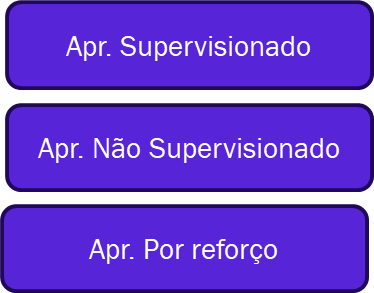 Apr. Supervisionado
Apr. Não Supervisionado
Apr. Por reforço